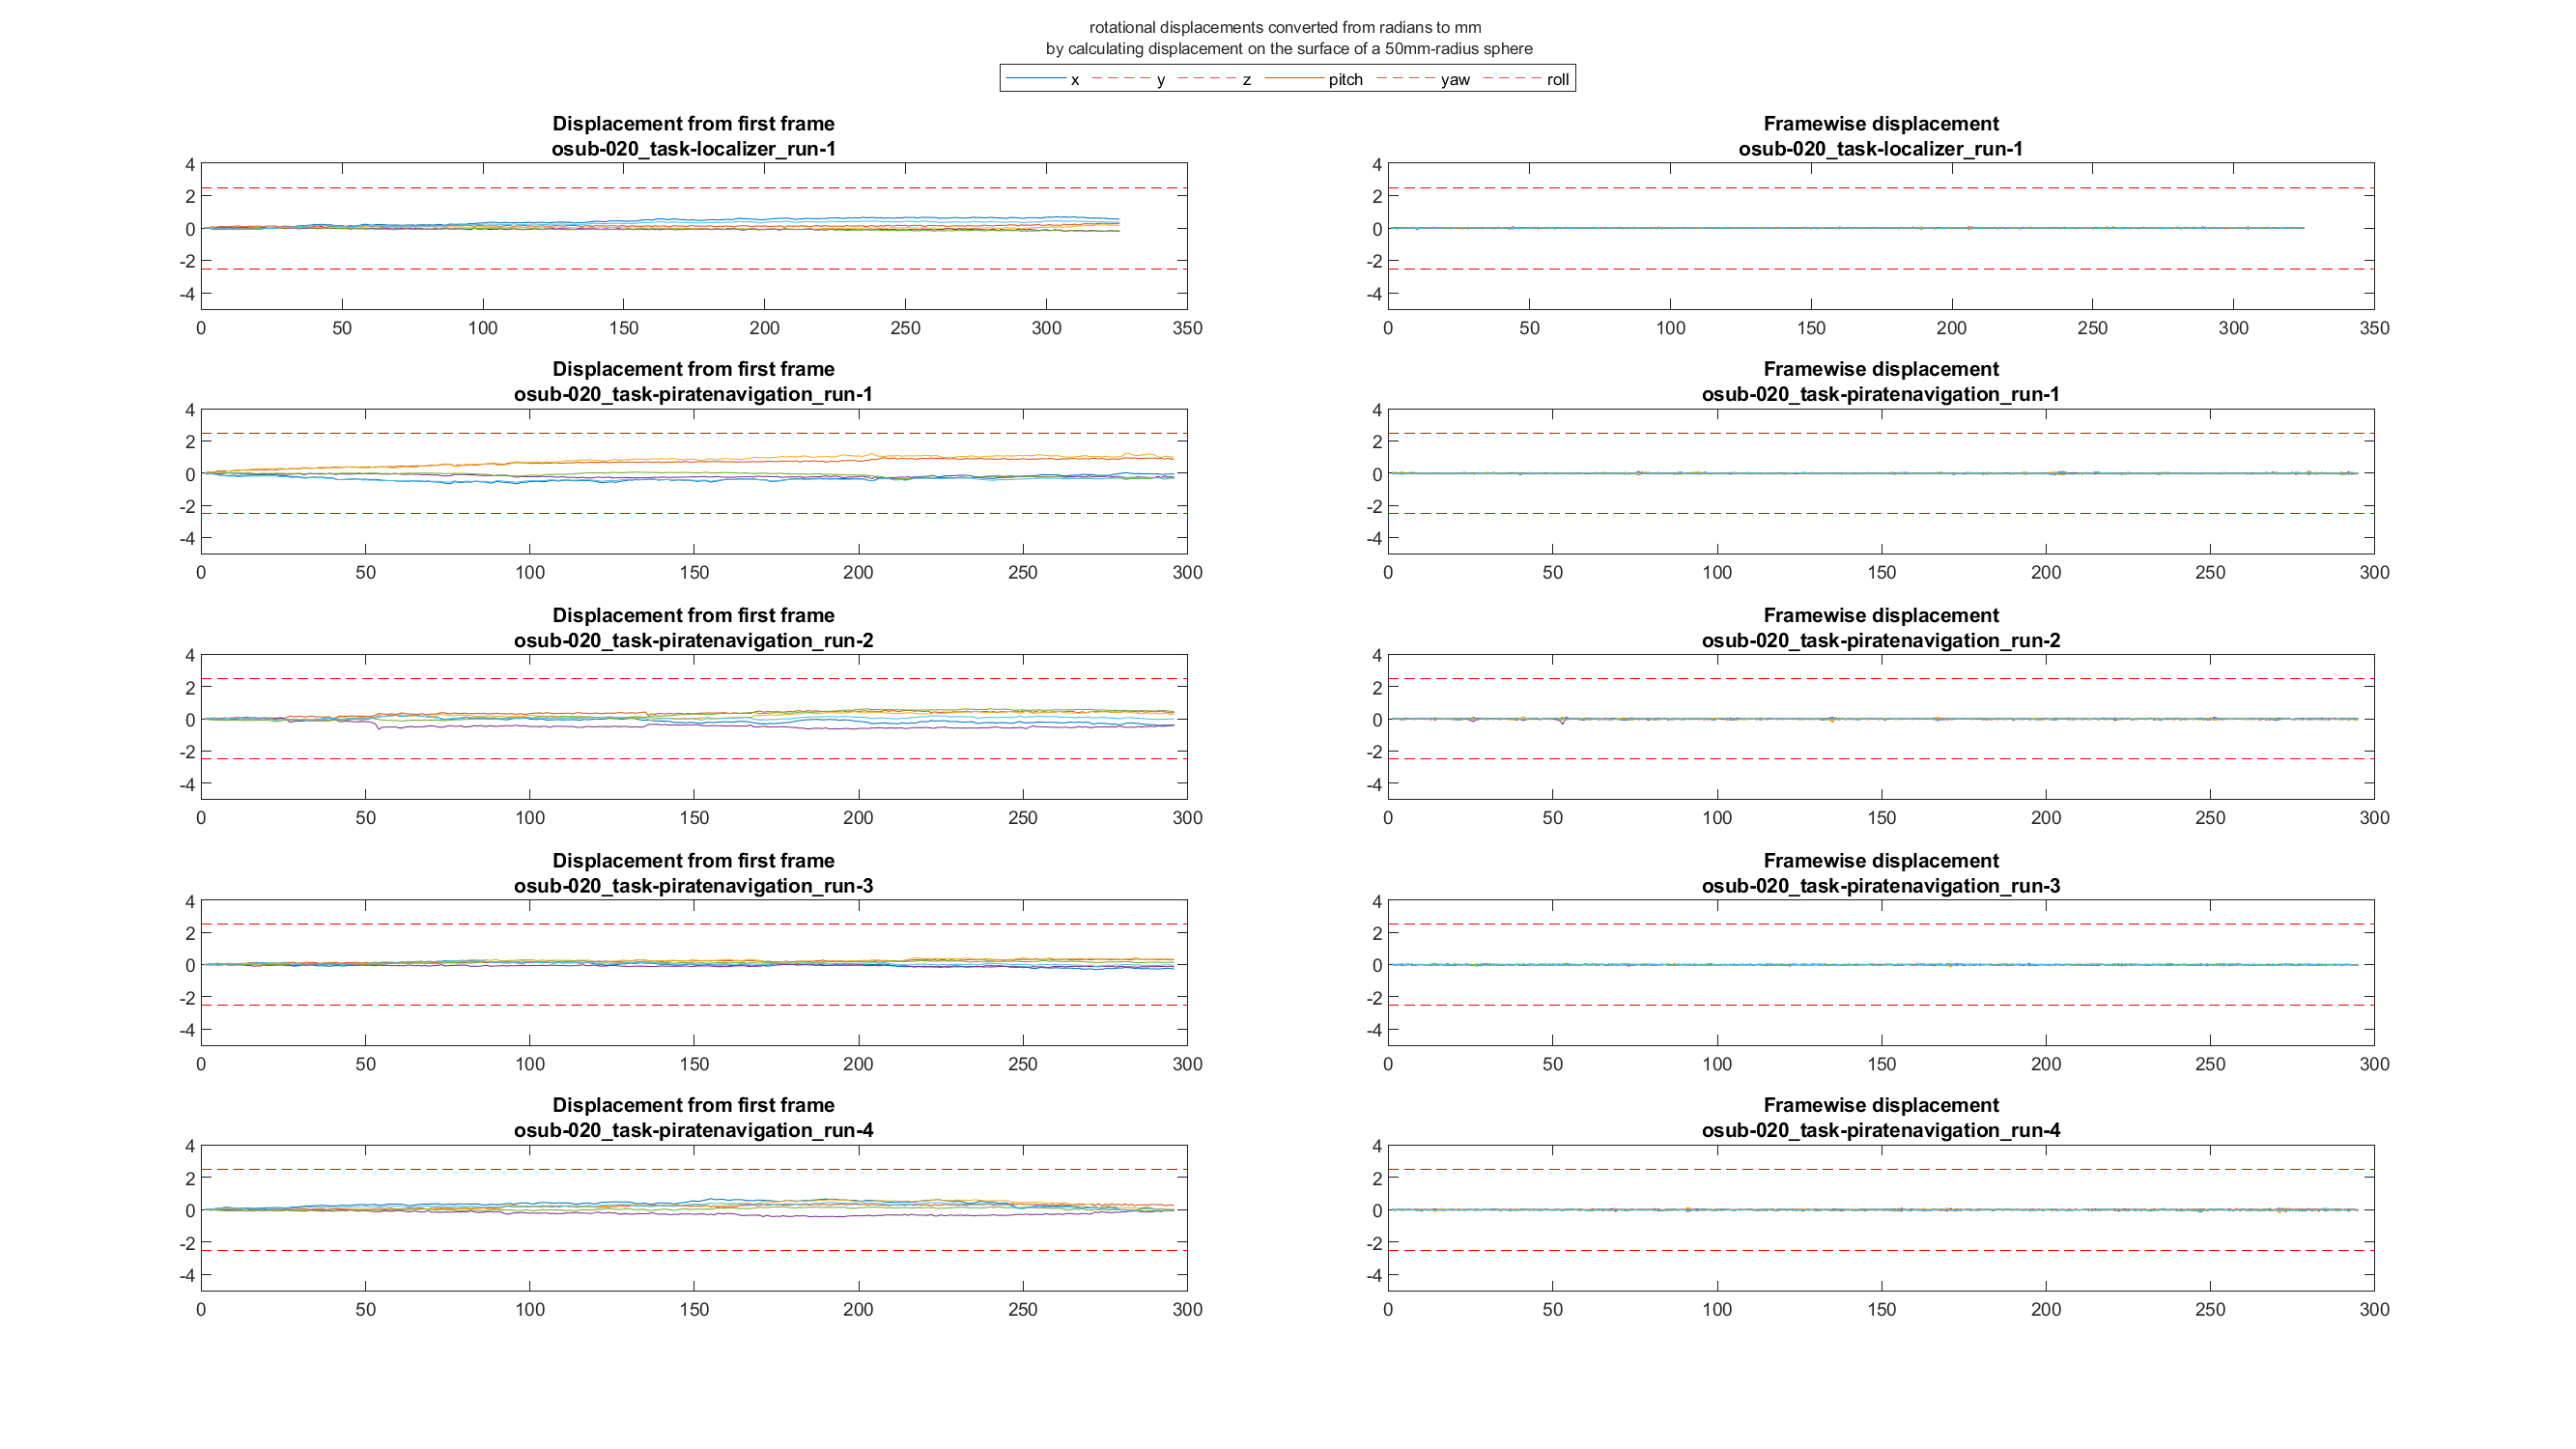 rotational displacements converted from radians to mm
by calculating displacement on the surface of a 50mm-radius sphere
x y z pitch yaw roll
Displacement from first frame
osub-020_task-localizer_run-1
4
2
0
-2
-4
0 50 100 150 200 250 300 350
Framewise displacement
osub-020_task-localizer_run-1
4
2
0
-2
-4
0 50 100 150 200 250 300 350
Displacement from first frame
osub-020_task-piratenavigation_run-1
4
2
0
-2
-4
0 50 100 150 200 250 300
Framewise displacement
osub-020_task-piratenavigation_run-1
4
2
0
-2
-4
0 50 100 150 200 250 300
Displacement from first frame
osub-020_task-piratenavigation_run-2
4
2
0
-2
-4
0 50 100 150 200 250 300
Framewise displacement
osub-020_task-piratenavigation_run-2
4
2
0
-2
-4
0 50 100 150 200 250 300
Displacement from first frame
osub-020_task-piratenavigation_run-3
4
2
0
-2
-4
0 50 100 150 200 250 300
Framewise displacement
osub-020_task-piratenavigation_run-3
4
2
0
-2
-4
0 50 100 150 200 250 300
Displacement from first frame
osub-020_task-piratenavigation_run-4
4
2
0
-2
-4
0 50 100 150 200 250 300
Framewise displacement
osub-020_task-piratenavigation_run-4
4
2
0
-2
-4
0 50 100 150 200 250 300